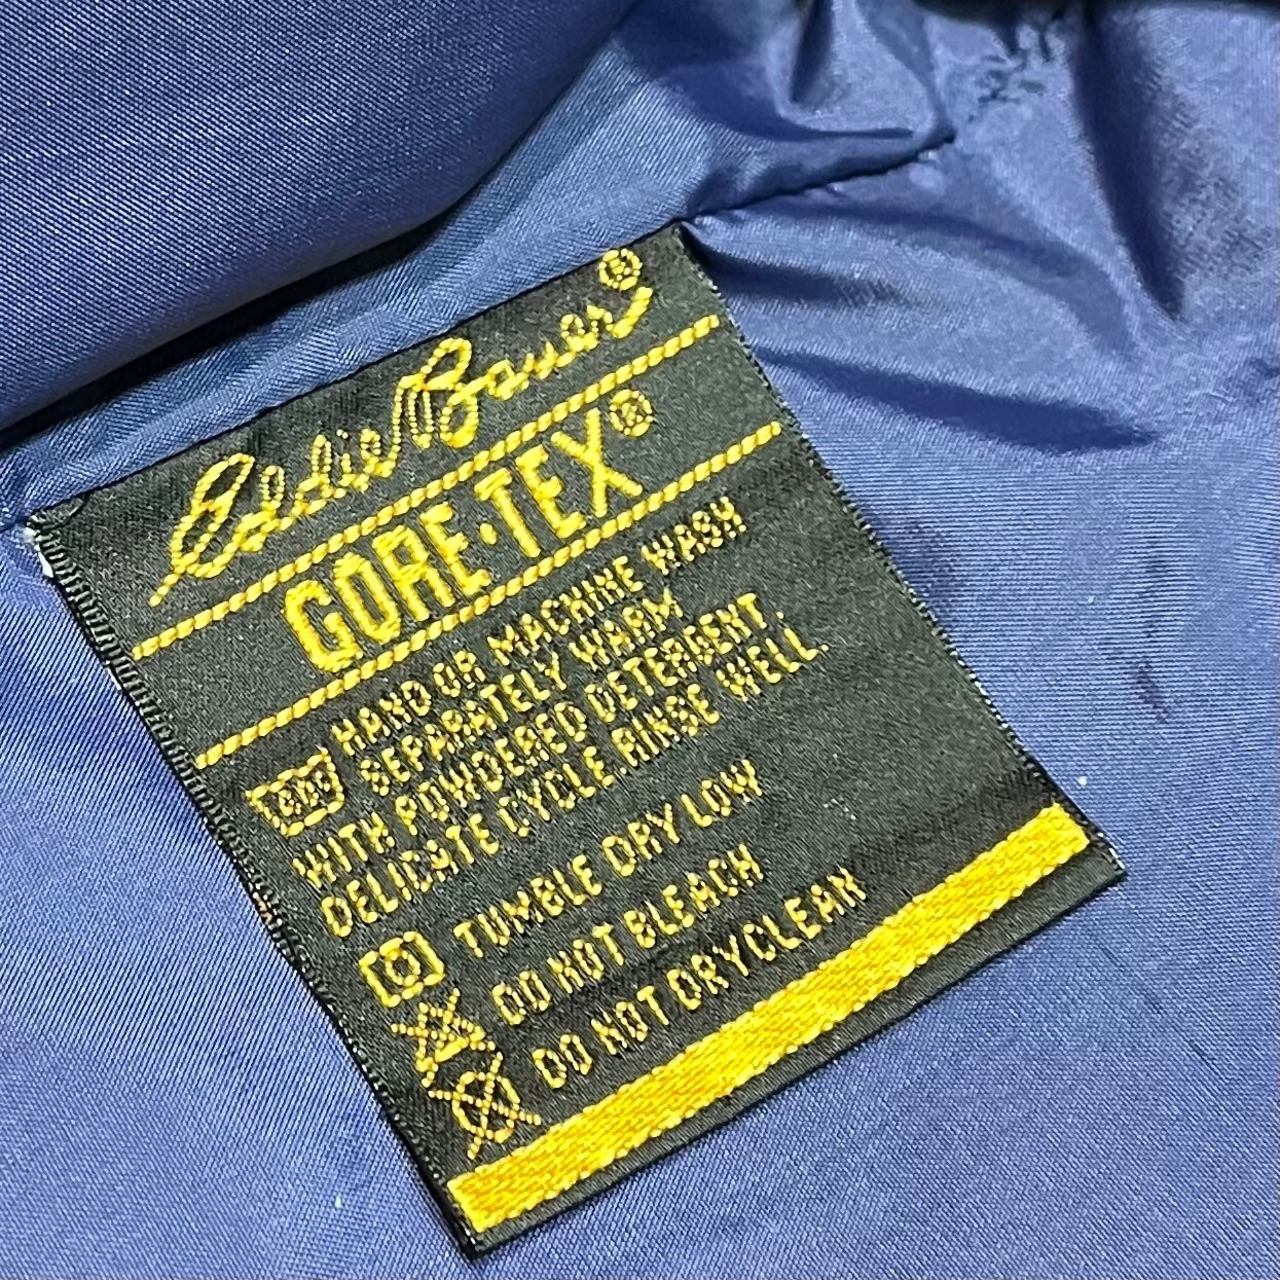 Eddie Bauer®
GORE·TEX®
HAND OR MACHINE WASH
SEPARATELY WARM
WITH POWDERED DETERGENT.
DELICATE CYCLE.RINSE WELL.
TUMBLE DRY LOW
DO NOT BLEACH
DO NOT DRYCLEAN